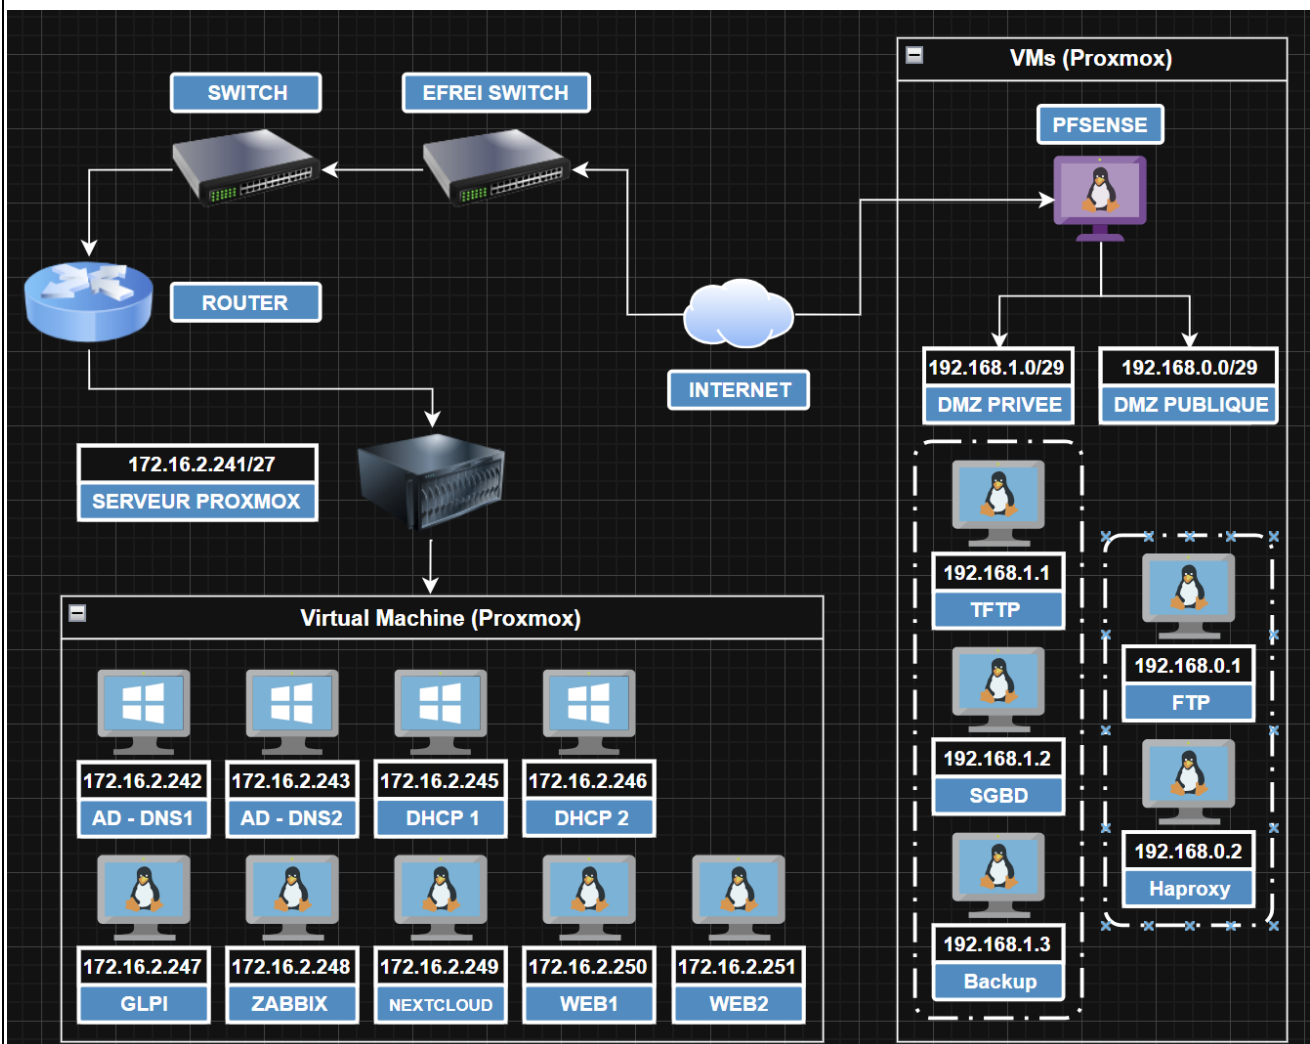 SWITCH
EFREI SWITCH
ROUTER
INTERNET
172.16.2.241/27
SERVEUR PROXMOX
Virtual Machine (Proxmox)
172.16.2.242
AD - DNS1
172.16.2.243
AD - DNS2
172.16.2.245
DHCP 1
172.16.2.246
DHCP 2
172.16.2.247
GLPI
172.16.2.248
ZABBIX
172.16.2.249
NEXTCLOUD
172.16.2.250
WEB1
172.16.2.251
WEB2
VMs (Proxmox)
PFSENSE
192.168.1.0/29
DMZ PRIVEE
192.168.0.0/29
DMZ PUBLIQUE
192.168.1.1
TFTP
192.168.1.2
SGBD
192.168.1.3
Backup
192.168.0.1
FTP
192.168.0.2
Haproxy